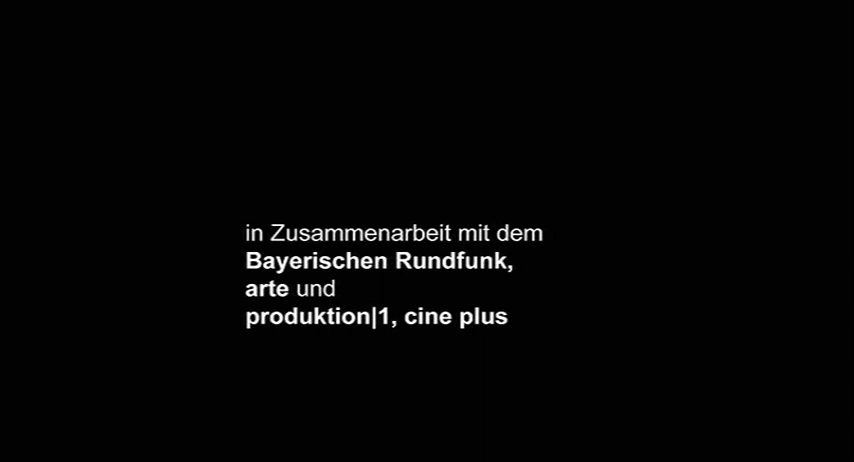 in Zusammenarbeit mit dem
Bayerischen Rundfunk,
arte und
produktion|1, cine plus